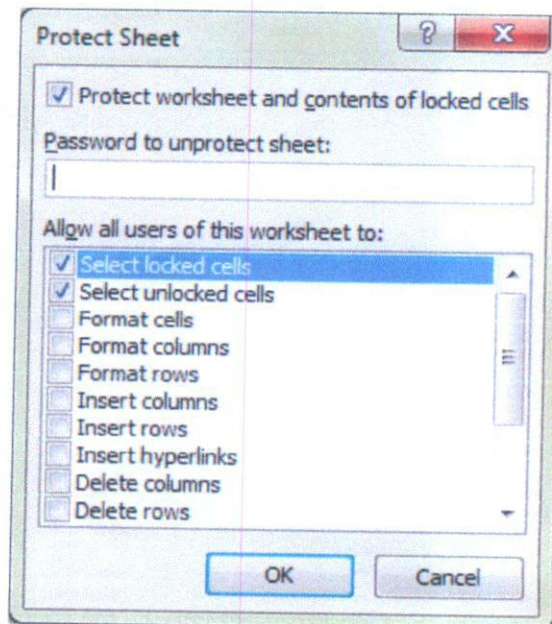 Protect Sheet
Protect worksheet and contents of locked cells
Password to unprotect sheet:
Allow all users of this worksheet to:
Select locked cells
Select unlocked cells
Format cells
Format columns
Format rows
Insert columns
Insert rows
Insert hyperlinks
Delete columns
Delete rows
OK Cancel